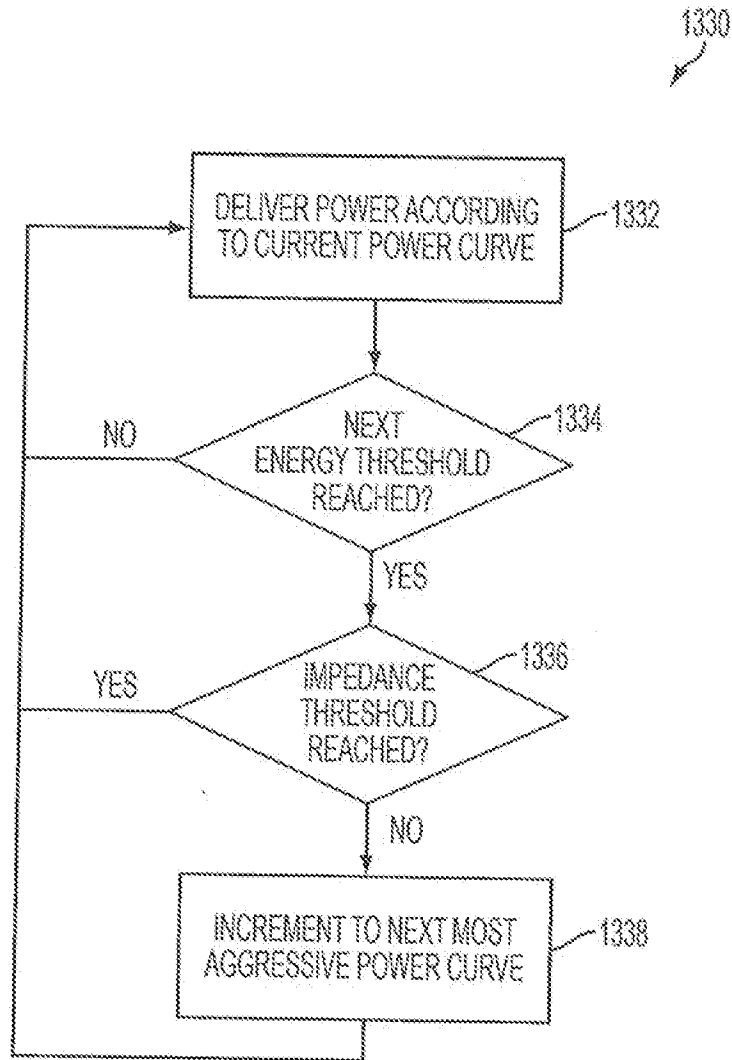 1330
DELIVER POWER ACCORDING
TO CURRENT POWER CURVE
1332
NEXT
ENERGY THRESHOLD
REACHED?
1334
NO
YES
IMPEDANCE
THRESHOLD
REACHED?
1336
YES
NO
INCREMENT TO NEXT MOST
AGGRESSIVE POWER CURVE
1338